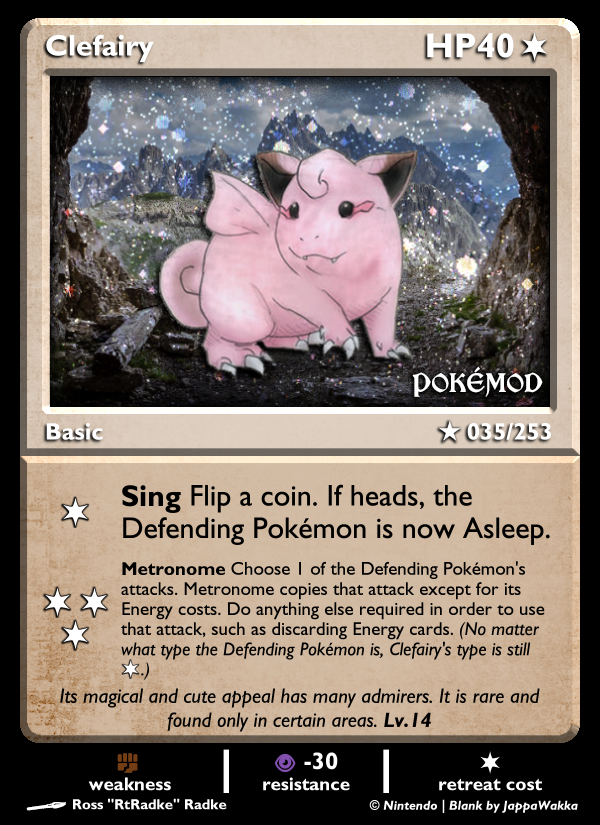 Clefairy HP40
POKÉMOD
Basic ★ 035/253
Sing Flip a coin. If heads, the
Defending Pokémon is now Asleep.
Metronome Choose 1 of the Defending Pokémon's
attacks. Metronome copies that attack except for its
Energy costs. Do anything else required in order to use
that attack, such as discarding Energy cards. (No matter
what type the Defending Pokémon is, Clefairy's type is still
.)
Its magical and cute appeal has many admirers. It is rare and
found only in certain areas. Lv.14
-30
weakness resistance retreat cost
Ross "RtRadke" Radke © Nintendo | Blank by JappaWakka